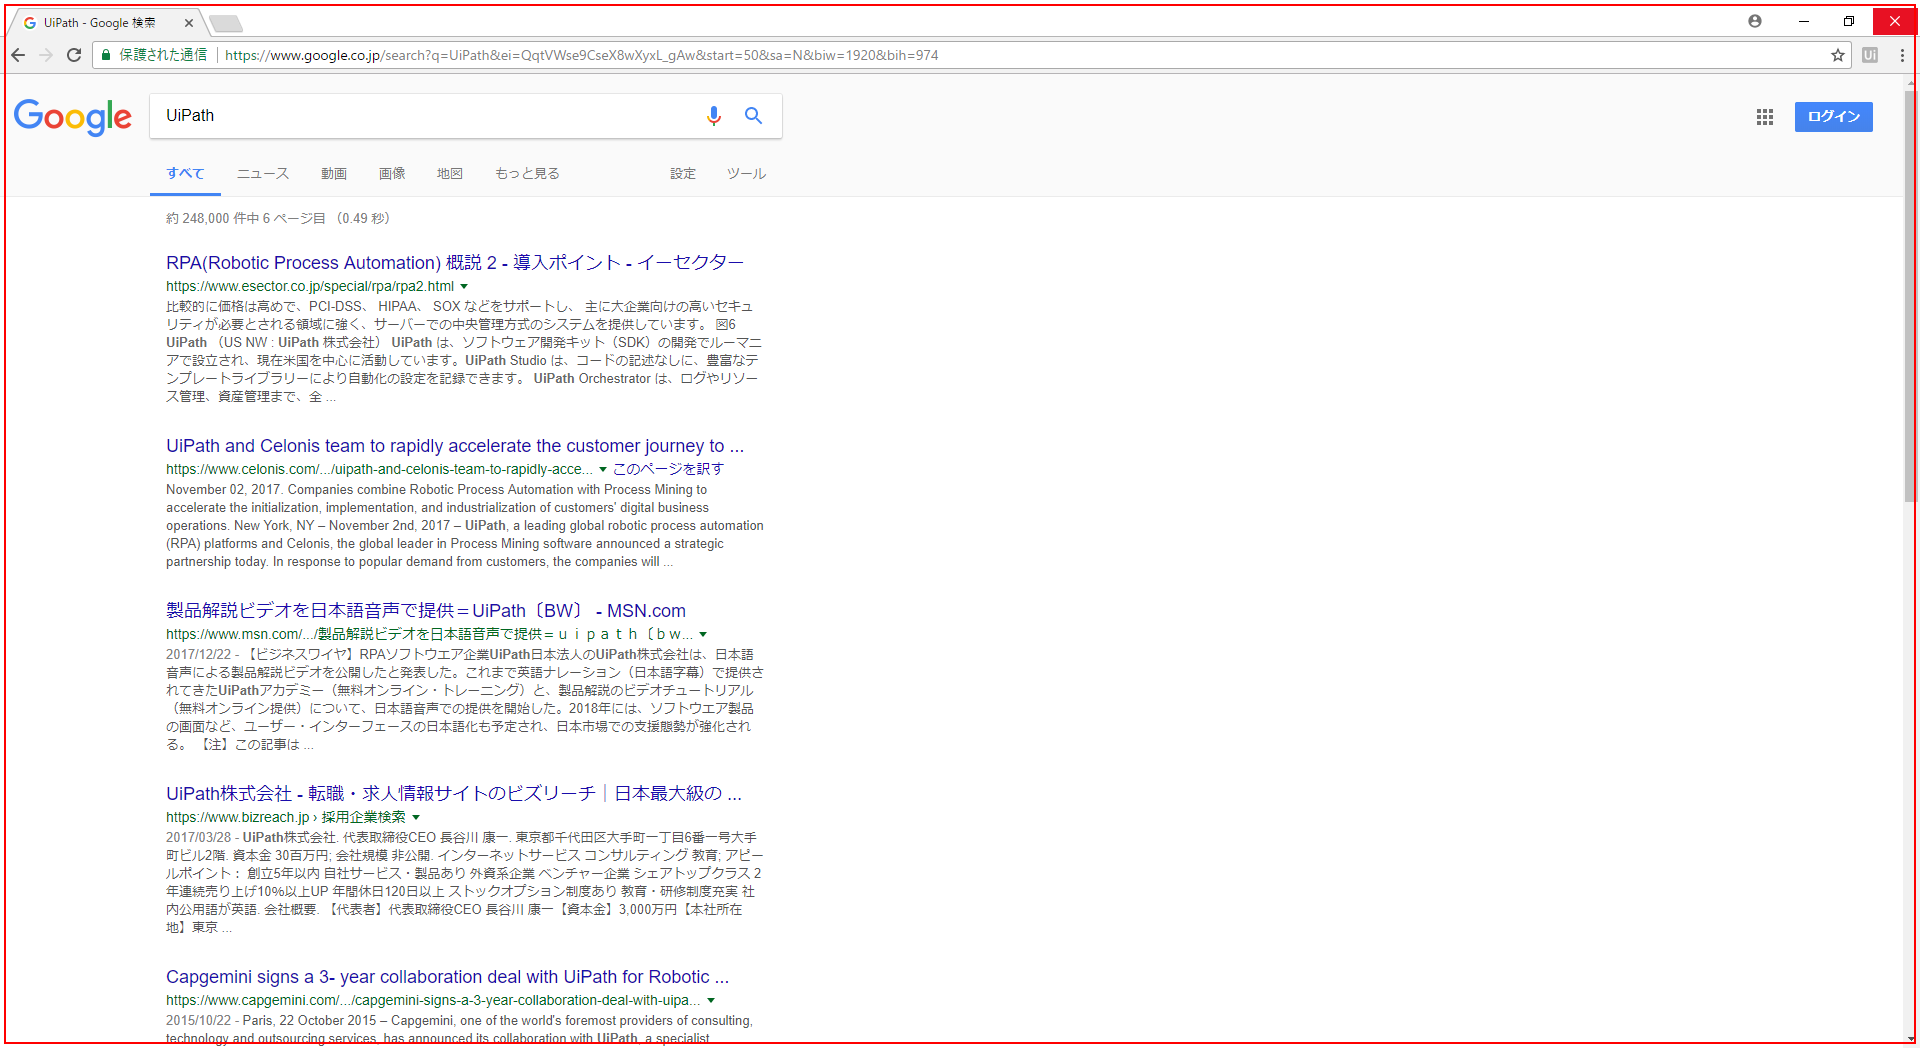 UiPath - Google 検索
保護された通信 https://www.google.co.jp/search?q=UiPath&ei=QqtVWse9CseX8wXyxL_gAw&start=50&sa=N&biw=1920&bih=974
Ui
Google
UiPath
ログイン
すべて ニュース 動画 画像 地図 もっと見る 設定 ツール
約 248,000 件中 6 ページ目 （0.49 秒）
RPA(Robotic Process Automation) 概説 2 - 導入ポイント - イーセクター
https://www.esector.co.jp/special/rpa/rpa2.html
比較的に価格は高めで、PCI-DSS、 HIPAA、 SOX などをサポートし、 主に大企業向けの高いセキュ
リティが必要とされる領域に強く、サーバーでの中央管理方式のシステムを提供しています。 図6
UiPath （US NW : UiPath 株式会社） UiPath は、ソフトウェア開発キット（SDK）の開発でルーマニ
アで設立され、現在米国を中心に活動しています。UiPath Studio は、コードの記述なしに、豊富なテ
ンプレートライブラリーにより自動化の設定を記録できます。 UiPath Orchestrator は、ログやリソー
ス管理、資産管理まで、全 ...
UiPath and Celonis team to rapidly accelerate the customer journey to ...
https://www.celonis.com/.../uipath-and-celonis-team-to-rapidly-acce... このページを訳す
November 02, 2017. Companies combine Robotic Process Automation with Process Mining to
accelerate the initialization, implementation, and industrialization of customers' digital business
operations. New York, NY – November 2nd, 2017 – UiPath, a leading global robotic process automation
(RPA) platforms and Celonis, the global leader in Process Mining software announced a strategic
partnership today. In response to popular demand from customers, the companies will ...
製品解説ビデオを日本語音声で提供＝UiPath〔BW〕 - MSN.com
https://www.msn.com/.../製品解説ビデオを日本語音声で提供＝ｕｉｐａｔｈ〔ｂｗ...
2017/12/22 - 【ビジネスワイヤ】RPAソフトウエア企業UiPath日本法人のUiPath株式会社は、日本語
音声による製品解説ビデオを公開したと発表した。これまで英語ナレーション（日本語字幕）で提供さ
れてきたUiPathアカデミー（無料オンライン・トレーニング）と、製品解説のビデオチュートリアル
（無料オンライン提供）について、日本語音声での提供を開始した。2018年には、ソフトウエア製品
の画面など、ユーザー・インターフェースの日本語化も予定され、日本市場での支援態勢が強化され
る。 【注】この記事は ...
UiPath株式会社 - 転職・求人情報サイトのビズリーチ｜日本最大級の ...
https://www.bizreach.jp › 採用企業検索
2017/03/28 - UiPath株式会社. 代表取締役CEO 長谷川 康一. 東京都千代田区大手町一丁目6番一号大手
町ビル2階. 資本金 30百万円; 会社規模 非公開. インターネットサービス コンサルティング 教育; アピー
ルポイント： 創立5年以内 自社サービス・製品あり 外資系企業 ベンチャー企業 シェアトップクラス 2
年連続売り上げ10%以上UP 年間休日120日以上 ストックオプション制度あり 教育・研修制度充実 社
内公用語が英語. 会社概要. 【代表者】代表取締役CEO 長谷川 康一【資本金】3,000万円【本社所在
地】東京 ...
Capgemini signs a 3- year collaboration deal with UiPath for Robotic ...
https://www.capgemini.com/.../capgemini-signs-a-3-year-collaboration-deal-with-uipa...
2015/10/22 - Paris, 22 October 2015 – Capgemini, one of the world's foremost providers of consulting,
technology and outsourcing services, has announced its collaboration with UiPath, a specialist